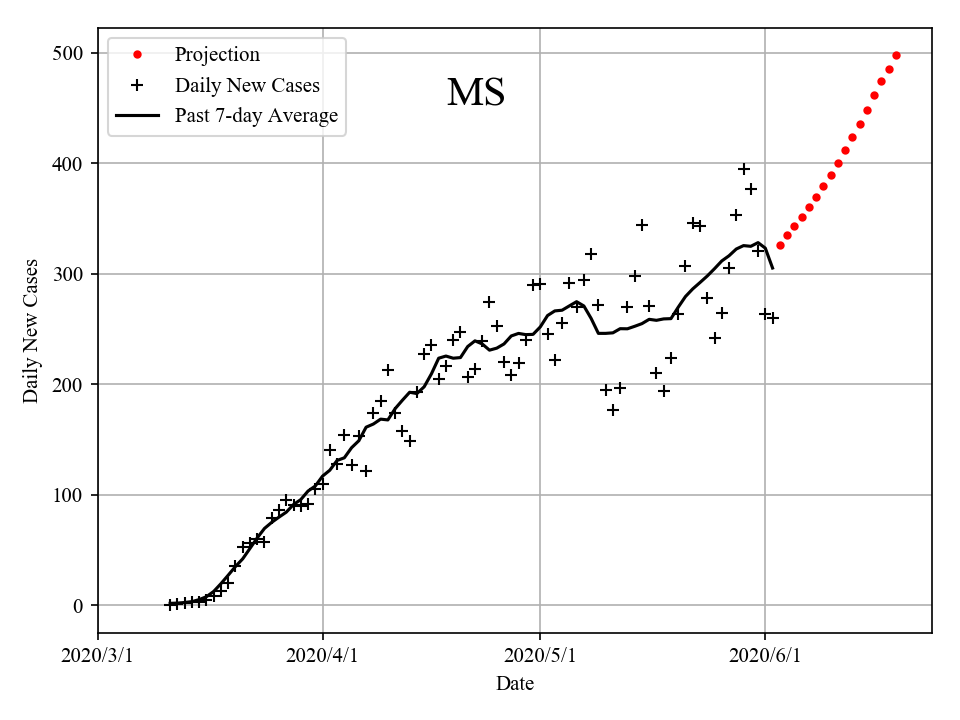 500
400
300
200
100
0
Daily New Cases
Projection
Daily New Cases
Past 7-day Average
MS
2020/3/1
2020/4/1
2020/5/1
2020/6/1
Date